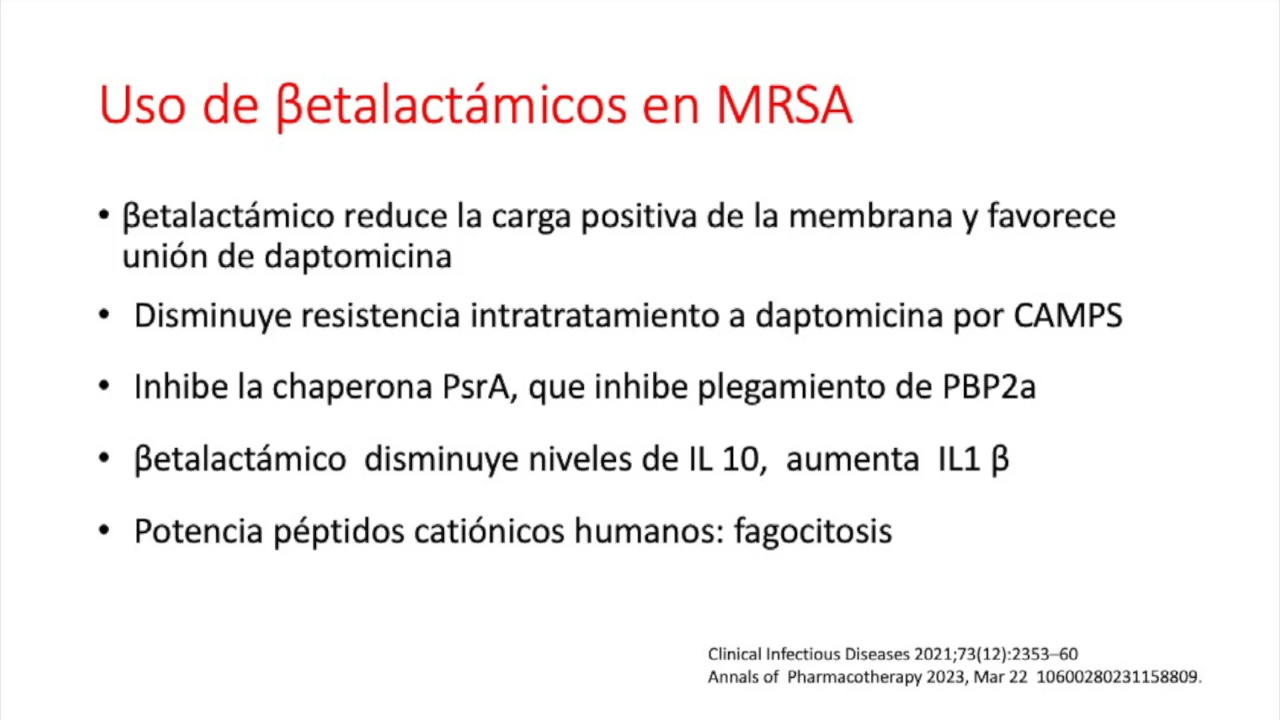 Uso de βetalactámicos en MRSA
• βetalactámico reduce la carga positiva de la membrana y favorece
unión de daptomicina
• Disminuye resistencia intratratamiento a daptomicina por CAMPS
• Inhibe la chaperona PsrA, que inhibe plegamiento de PBP2a
• βetalactámico disminuye niveles de IL 10, aumenta IL1 β
• Potencia péptidos catiónicos humanos: fagocitosis
Clinical Infectious Diseases 2021;73(12):2353–60
Annals of Pharmacotherapy 2023, Mar 22 10600280231158809.